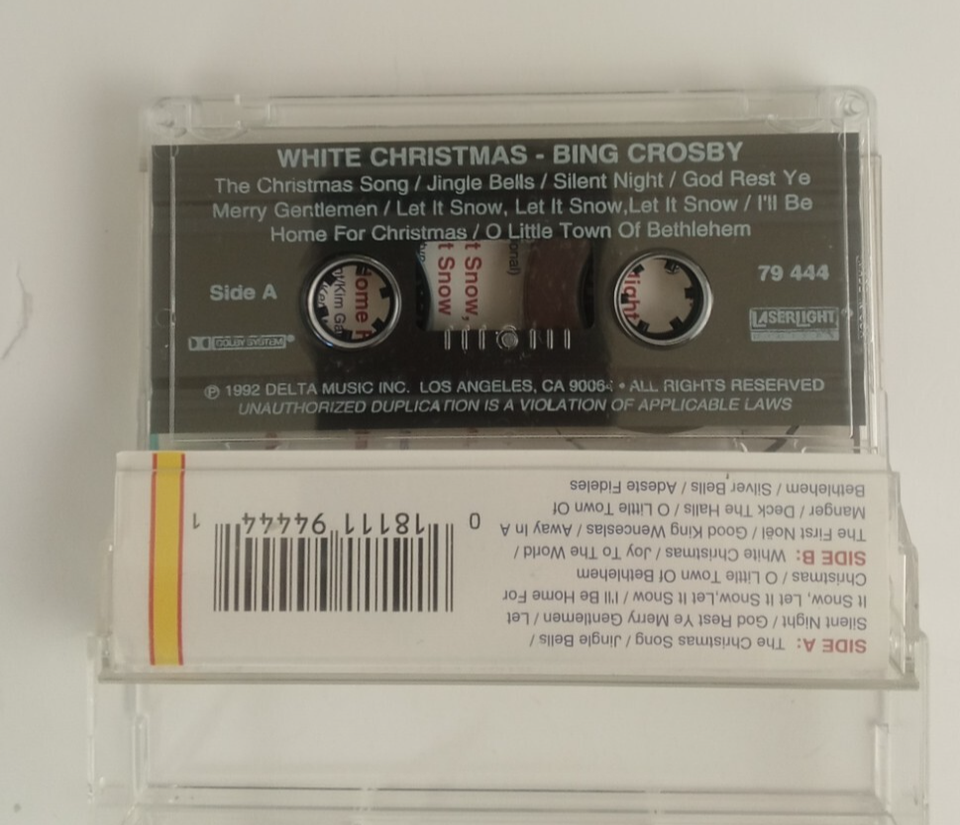 WHITE CHRISTMAS - BING CROSBY
The Christmas Song / Jingle Bells / Silent Night / God Rest Ye
Merry Gentlemen / Let It Snow, Let It Snow,Let It Snow / I'll Be
Home For Christmas / O Little Town Of Bethlehem
Side A
79 444
LASERLIGHT
t Snow,
t Snow
Home F
ight
℗ 1992 DELTA MUSIC INC. LOS ANGELES, CA 90064 • ALL RIGHTS RESERVED
UNAUTHORIZED DUPLICATION IS A VIOLATION OF APPLICABLE LAWS
SIDE A: The Christmas Song / Jingle Bells /
Silent Night / God Rest Ye Merry Gentlemen / Let
It Snow, Let It Snow,Let It Snow / I'll Be Home For
Christmas / O Little Town Of Bethlehem
SIDE B: White Christmas / Joy To The World /
The First Noël / Good King Wenceslas / Away In A
Manger / Deck The Halls / O Little Town Of
Bethlehem / Silver Bells / Adeste Fideles
0 18111 94444 1